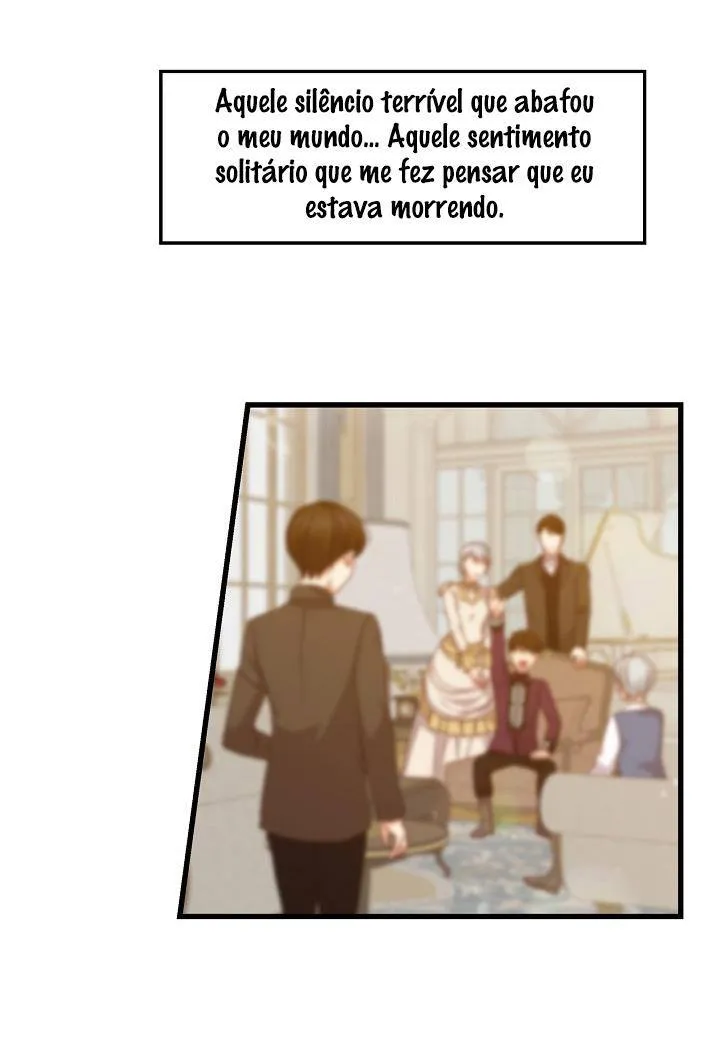 Aquele silêncio terrível que abafou
o meu mundo... Aquele sentimento
solitário que me fez pensar que eu
estava morrendo.